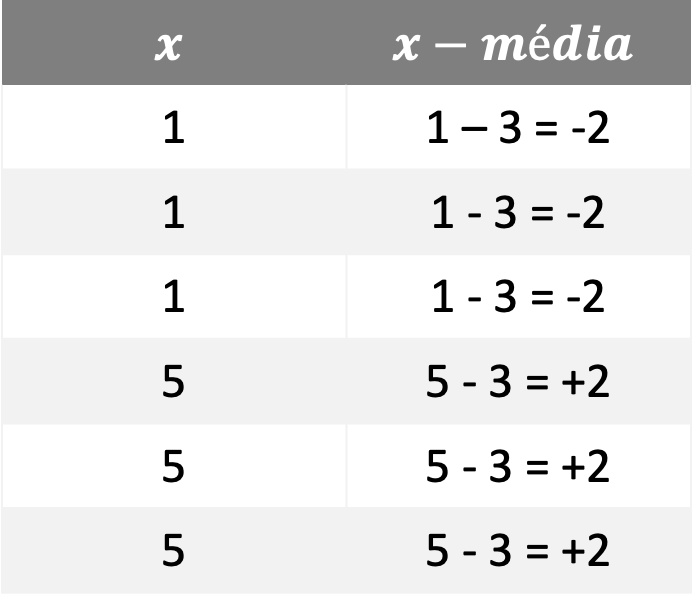 x x – média
1 1 – 3 = -2
1 1 - 3 = -2
1 1 - 3 = -2
5 5 - 3 = +2
5 5 - 3 = +2
5 5 - 3 = +2